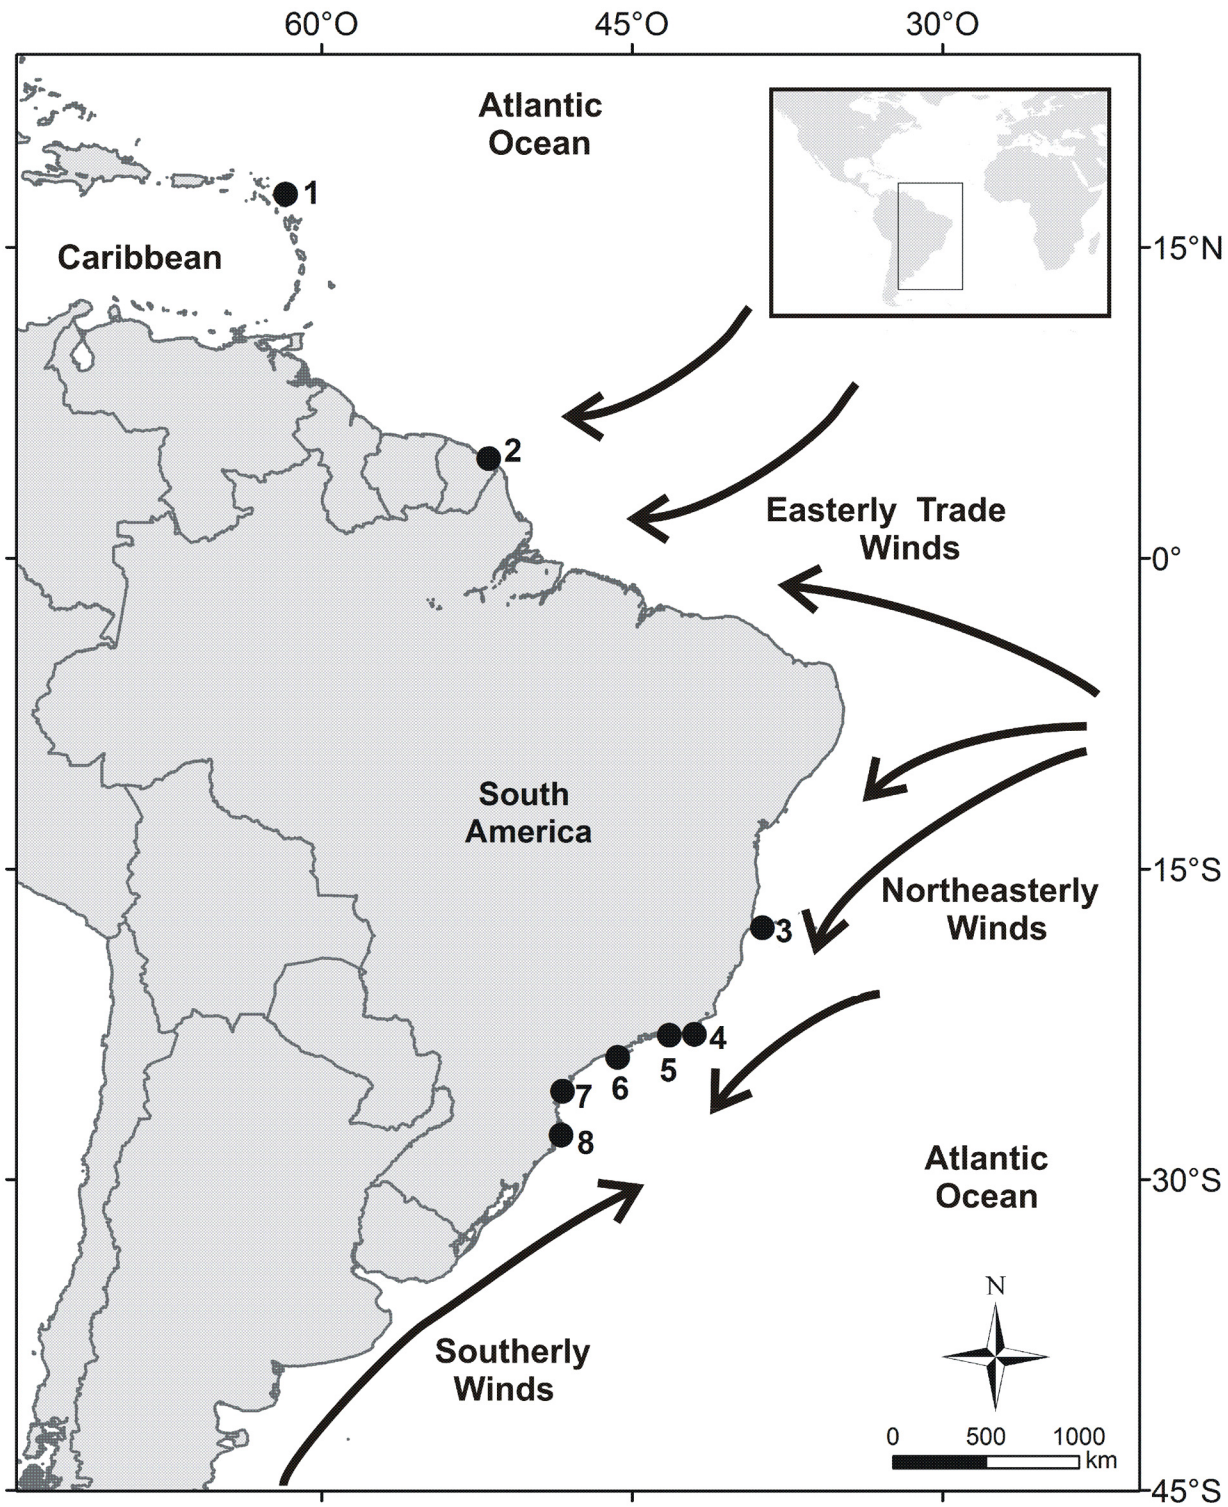 60°O 45°O 30°O
Atlantic
Ocean
1
15°N
Caribbean
2
Easterly Trade
Winds
0°
South
America
15°S
Northeasterly
Winds
3
4
5
6
7
8
Atlantic
Ocean
30°S
N
Southerly
Winds
0 500 1000
km
45°S